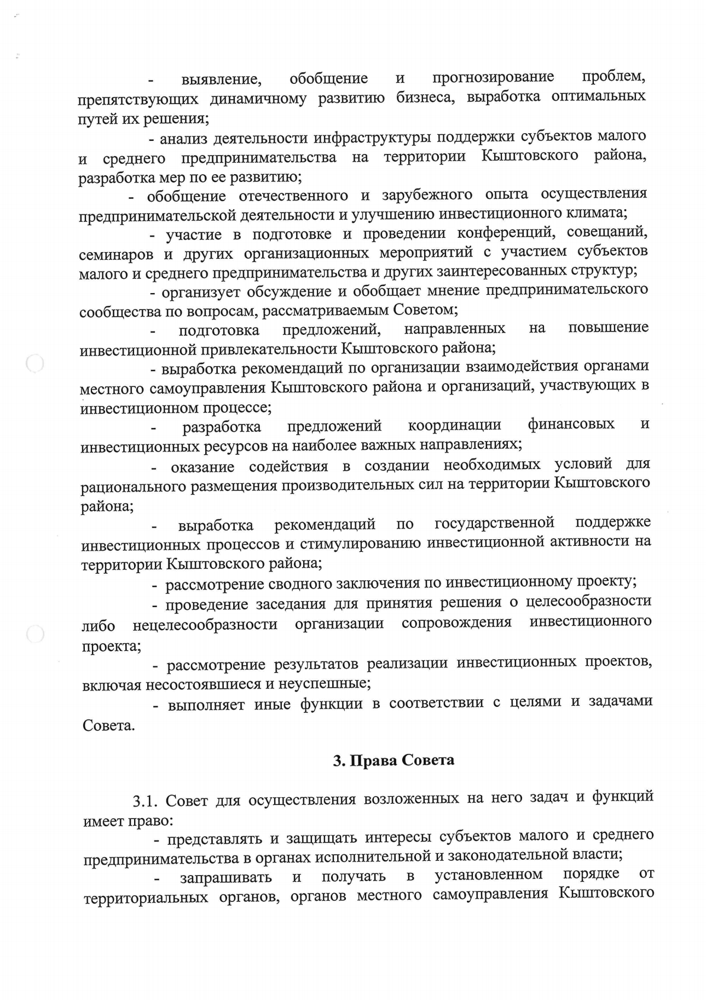 - выявление, обобщение и прогнозирование проблем,
препятствующих динамичному развитию бизнеса, выработка оптимальных
путей их решения;
- анализ деятельности инфраструктуры поддержки субъектов малого
и среднего предпринимательства на территории Кыштовского района,
разработка мер по ее развитию;
- обобщение отечественного и зарубежного опыта осуществления
предпринимательской деятельности и улучшению инвестиционного климата;
- участие в подготовке и проведении конференций, совещаний,
семинаров и других организационных мероприятий с участием субъектов
малого и среднего предпринимательства и других заинтересованных структур;
- организует обсуждение и обобщает мнение предпринимательского
сообщества по вопросам, рассматриваемым Советом;
- подготовка предложений, направленных на повышение
инвестиционной привлекательности Кыштовского района;
- выработка рекомендаций по организации взаимодействия органами
местного самоуправления Кыштовского района и организаций, участвующих в
инвестиционном процессе;
- разработка предложений координации финансовых и
инвестиционных ресурсов на наиболее важных направлениях;
- оказание содействия в создании необходимых условий для
рационального размещения производительных сил на территории Кыштовского
района;
- выработка рекомендаций по государственной поддержке
инвестиционных процессов и стимулированию инвестиционной активности на
территории Кыштовского района;
- рассмотрение сводного заключения по инвестиционному проекту;
- проведение заседания для принятия решения о целесообразности
либо нецелесообразности организации сопровождения инвестиционного
проекта;
- рассмотрение результатов реализации инвестиционных проектов,
включая несостоявшиеся и неуспешные;
- выполняет иные функции в соответствии с целями и задачами
Совета.
3. Права Совета
3.1. Совет для осуществления возложенных на него задач и функций
имеет право:
- представлять и защищать интересы субъектов малого и среднего
предпринимательства в органах исполнительной и законодательной власти;
- запрашивать и получать в установленном порядке от
территориальных органов, органов местного самоуправления Кыштовского